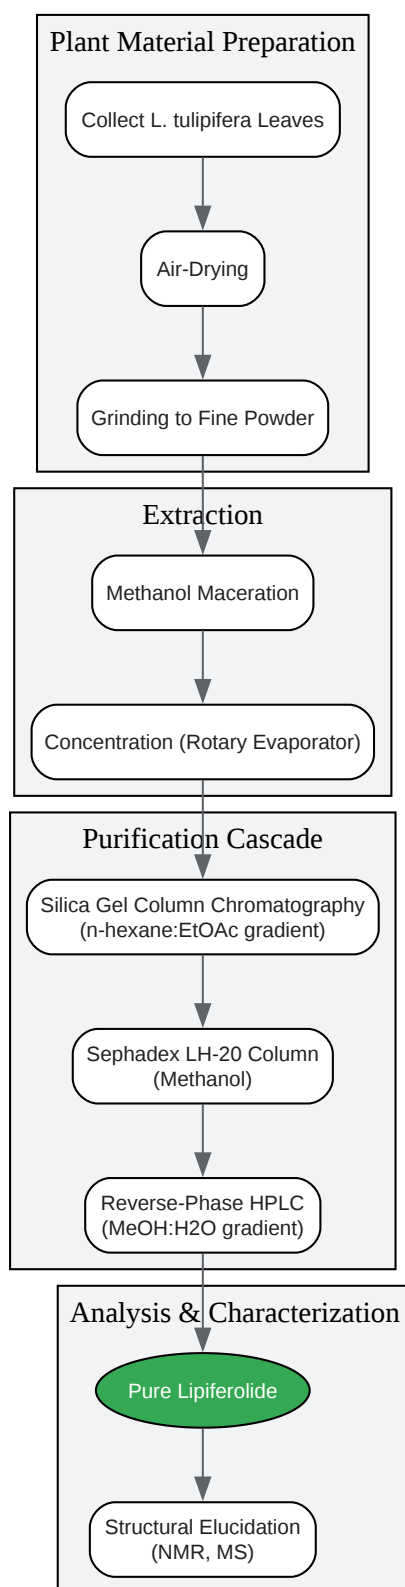 Plant Material Preparation
Collect L. tulipifera Leaves
Air-Drying
Grinding to Fine Powder
Extraction
Methanol Maceration
Concentration (Rotary Evaporator)
Purification Cascade
Silica Gel Column Chromatography
(n-hexane:EtOAc gradient)
Sephadex LH-20 Column
(Methanol)
Reverse-Phase HPLC
(MeOH:H2O gradient)
Analysis & Characterization
Pure Lipiferolide
Structural Elucidation
(NMR, MS)